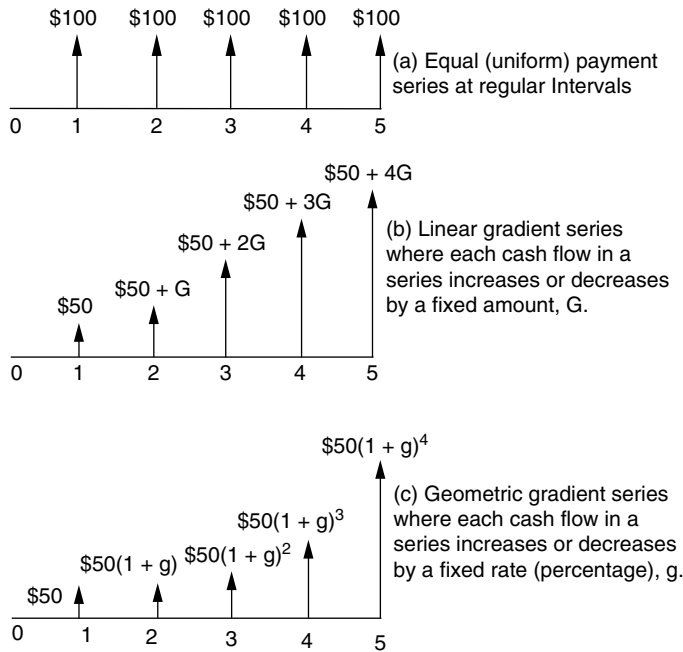 $100 $100 $100 $100 $100
(a) Equal (uniform) payment
series at regular Intervals
0 1 2 3 4 5
$50 + 4G
$50 + 3G
$50 + 2G
$50 + G
$50
(b) Linear gradient series
where each cash flow in a
series increases or decreases
by a fixed amount, G.
0 1 2 3 4 5
$50(1 + g)⁴
$50(1 + g)³
$50(1 + g)²
$50(1 + g)
$50
(c) Geometric gradient series
where each cash flow in a
series increases or decreases
by a fixed rate (percentage), g.
0 1 2 3 4 5